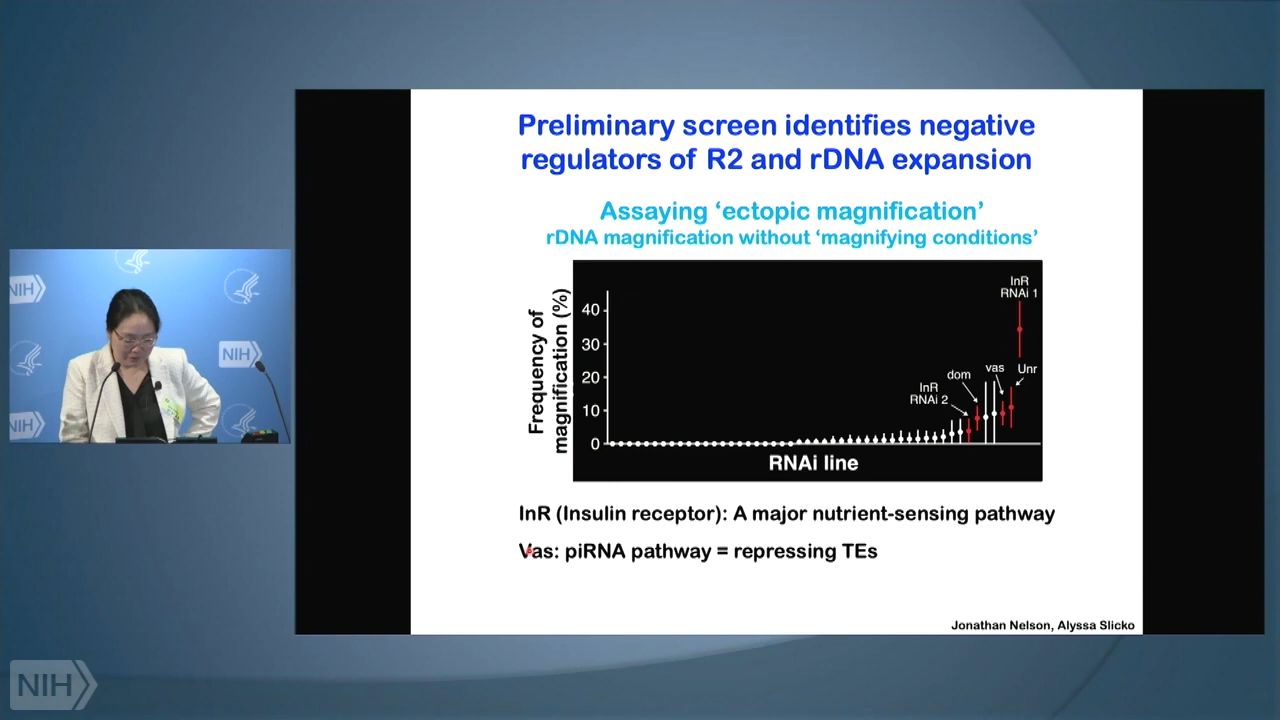 Preliminary screen identifies negative
regulators of R2 and rDNA expansion
Assaying ‘ectopic magnification’
rDNA magnification without ‘magnifying conditions’
Frequency of
magnification (%)
40
30
20
10
0
InR
RNAi 1
Unr
vas
dom
InR
RNAi 2
RNAi line
InR (Insulin receptor): A major nutrient-sensing pathway
Vas: piRNA pathway = repressing TEs
Jonathan Nelson, Alyssa Slicko
NIH
NIH
NIH
NIH